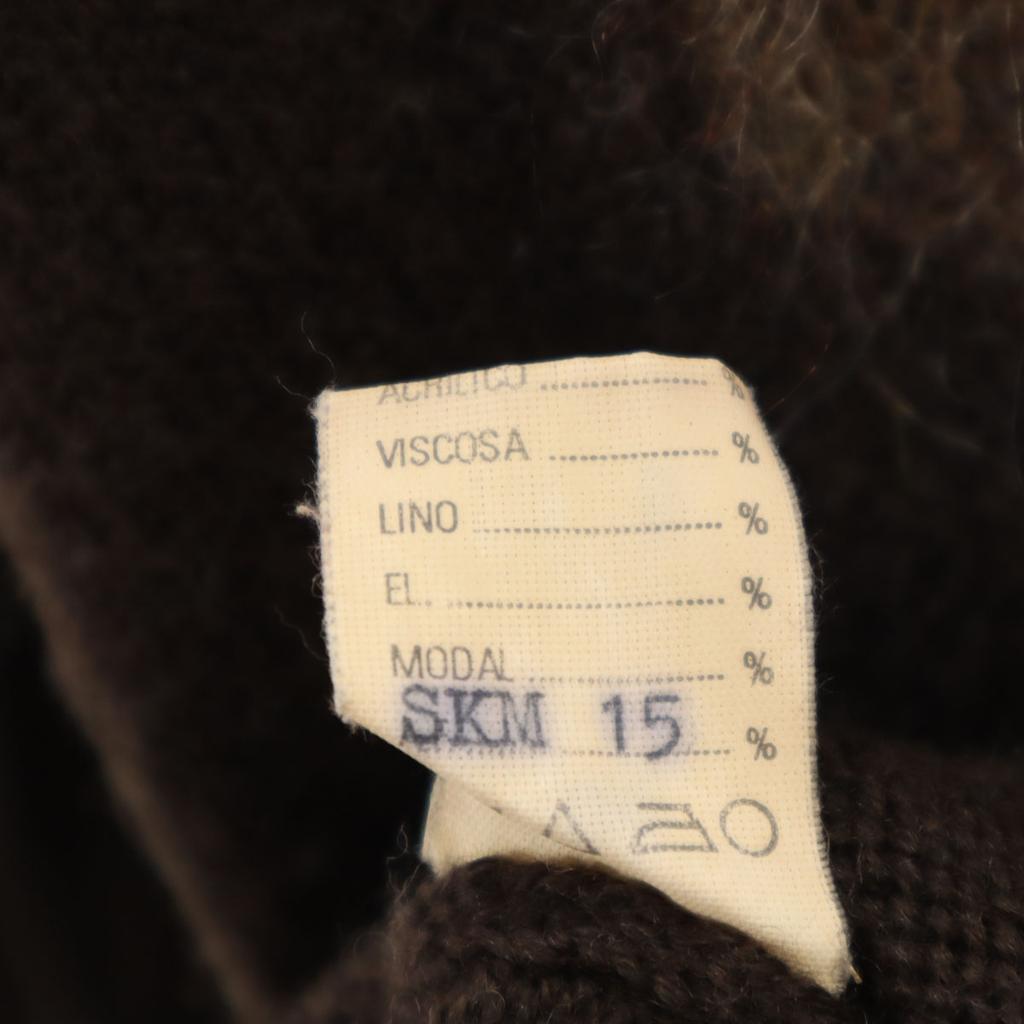 ACRILICO ........................ %
VISCOSA ........................ %
LINO ........................ %
EL. ........................ %
MODAL ........................ %
SKM 15 ........................ %